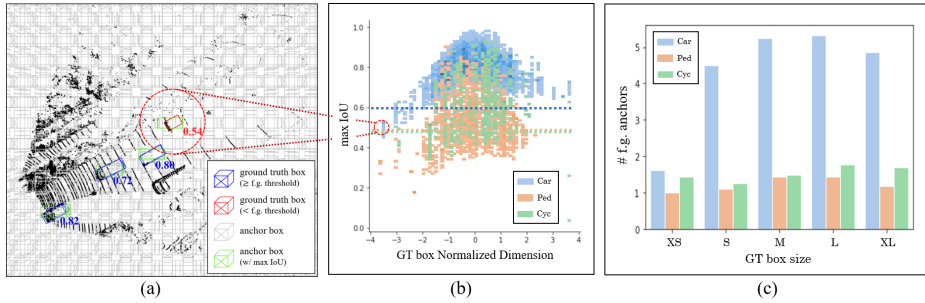 0.54
0.80
0.72
0.82
ground truth box
(≥ f.g. threshold)
ground truth box
(< f.g. threshold)
anchor box
anchor box
(w/ max IoU)
(a)
max IoU
1.0
0.8
0.6
0.4
0.2
0.0
Car
Ped
Cyc
-4 -3 -2 -1 0 1 2 3 4
GT box Normalized Dimension
(b)
# f.g. anchors
5
4
3
2
1
0
Car
Ped
Cyc
XS S M L XL
GT box size
(c)